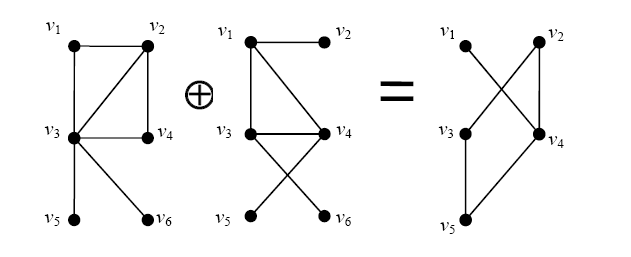 v1 v2 v1 v2 v1 v2
⊕ =
v3 v4 v3 v4 v3 v4
v5 v6 v5 v6 v5